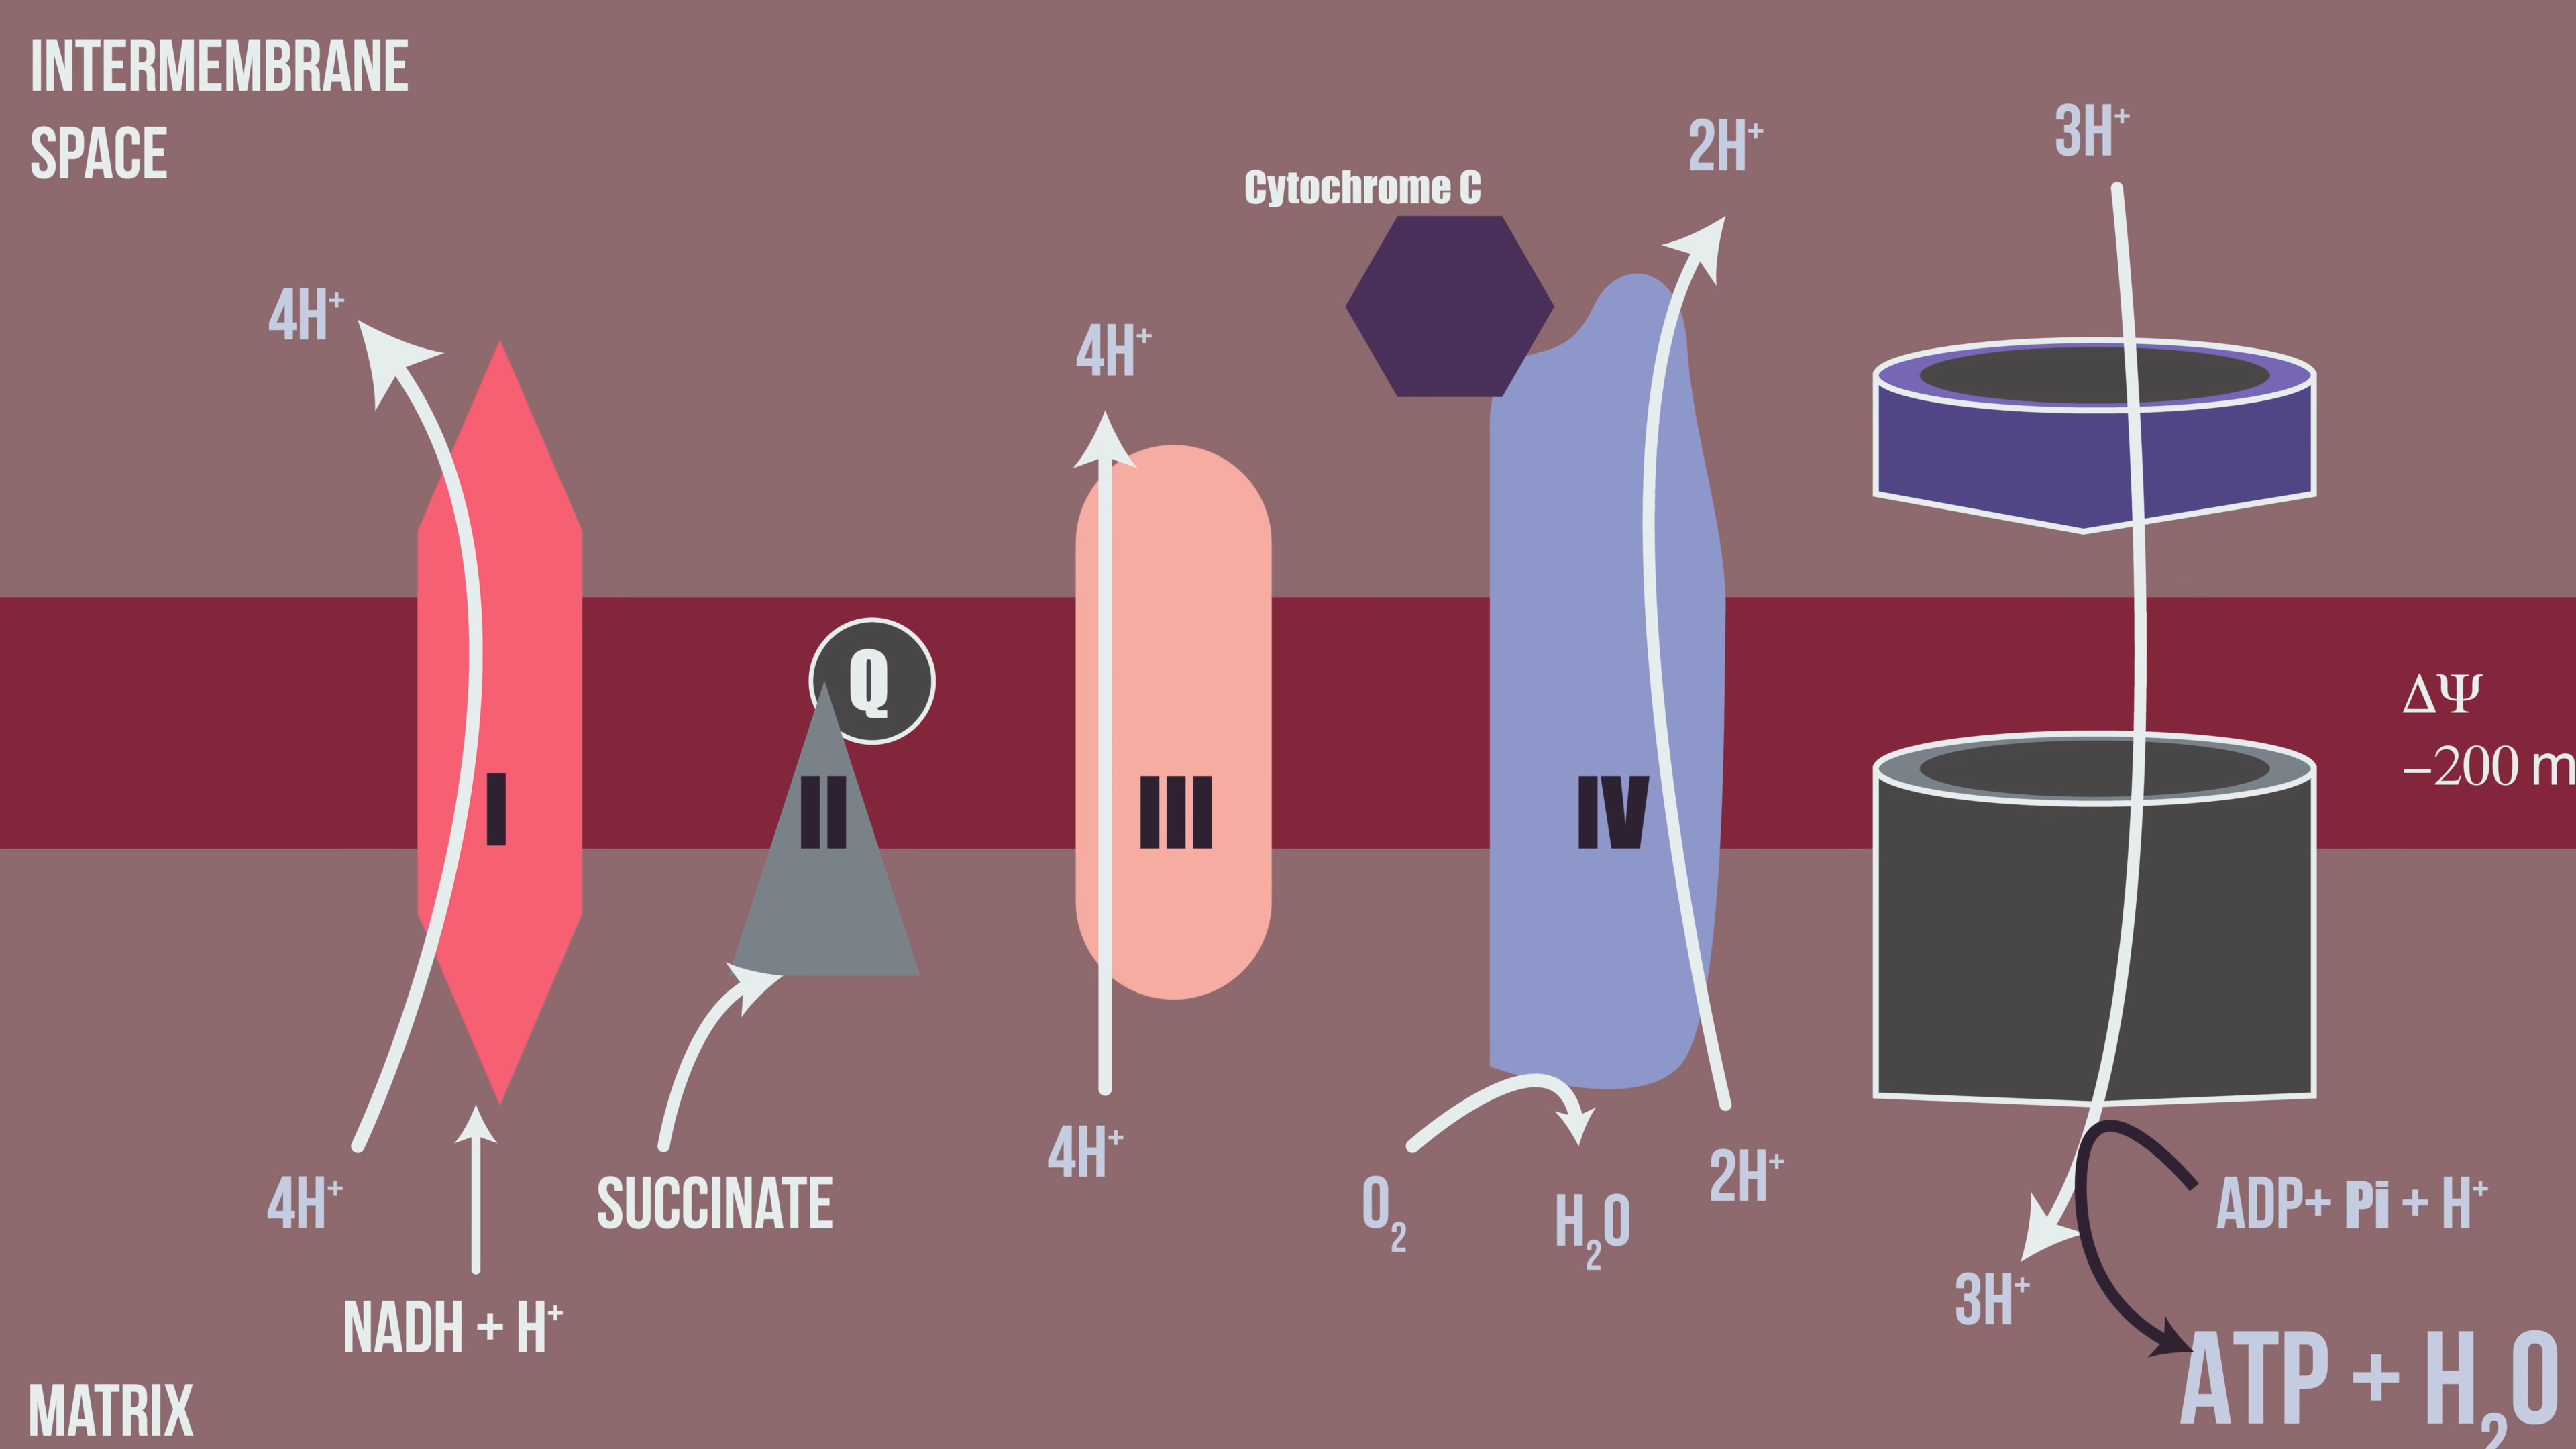 INTERMEMBRANE
SPACE
4H⁺
4H⁺
Cytochrome C
2H⁺
3H⁺
Q
I
II
III
IV
ΔΨ
−200 m
4H⁺
NADH + H⁺
SUCCINATE
4H⁺
O₂
H₂O
2H⁺
3H⁺
ADP+ Pi + H⁺
ATP + H₂O
MATRIX